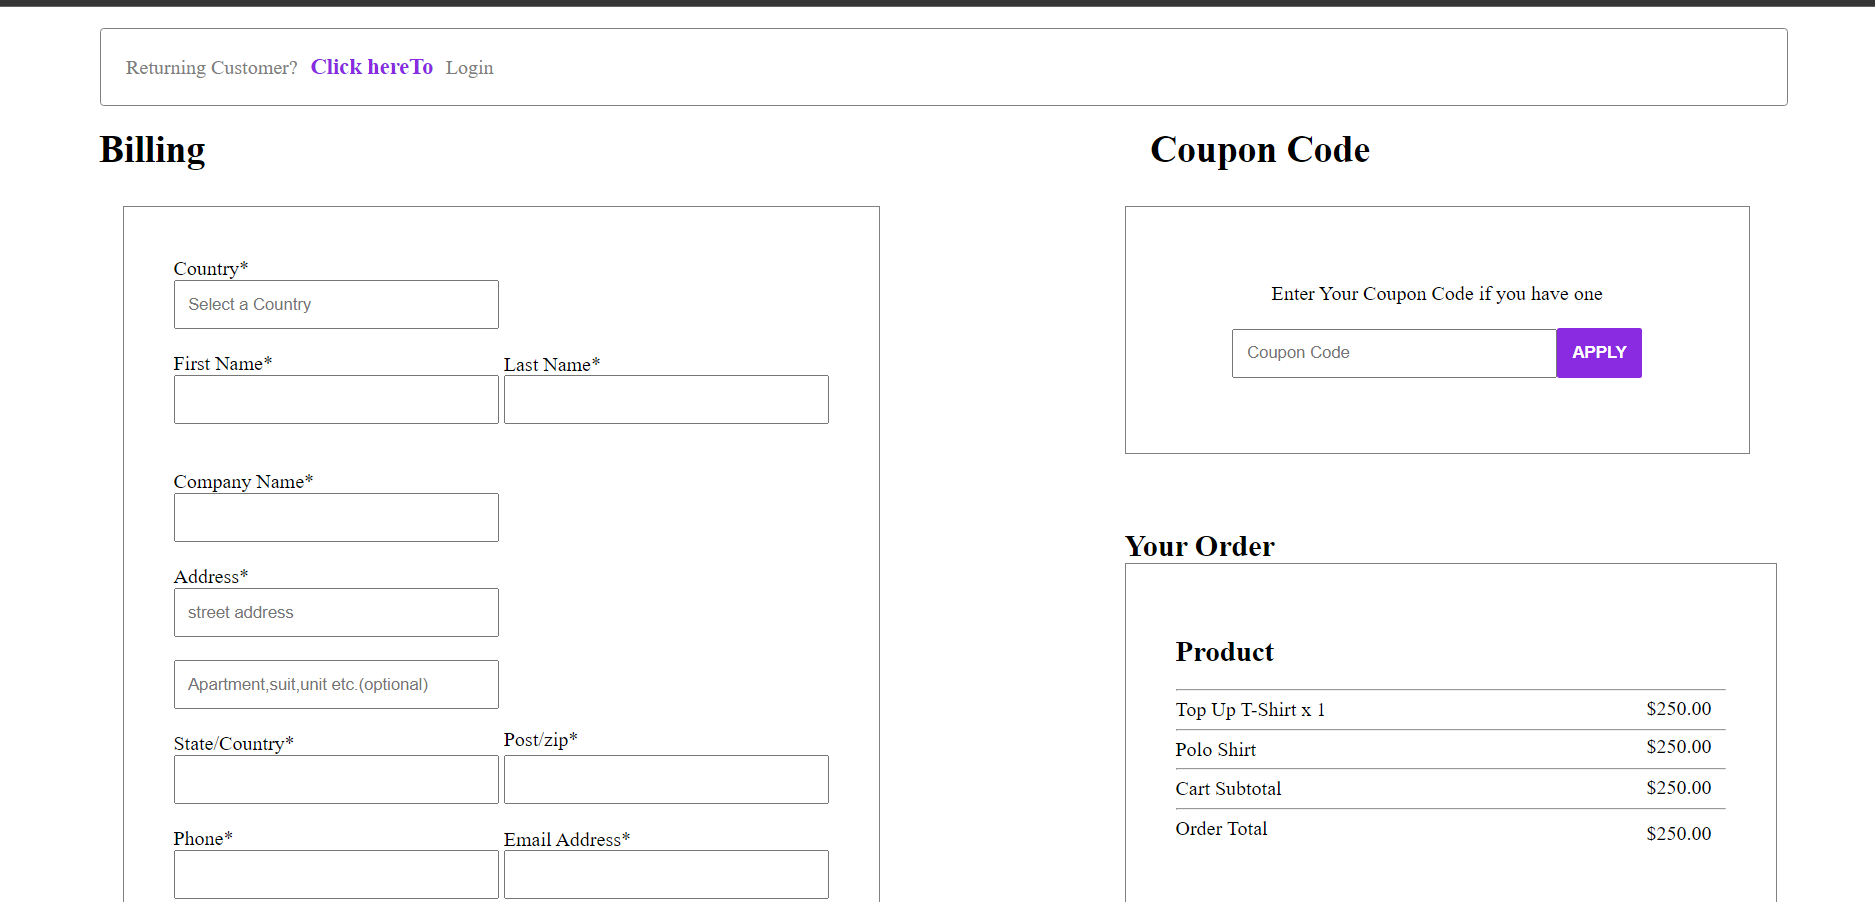 Returning Customer? Click hereTo Login
Billing
Country*
Select a Country
First Name* Last Name*
Company Name*
Address*
street address
Apartment,suit,unit etc.(optional)
State/Country* Post/zip*
Phone* Email Address*
Coupon Code
Enter Your Coupon Code if you have one
Coupon Code APPLY
Your Order
Product
Top Up T-Shirt x 1 $250.00
Polo Shirt $250.00
Cart Subtotal $250.00
Order Total $250.00